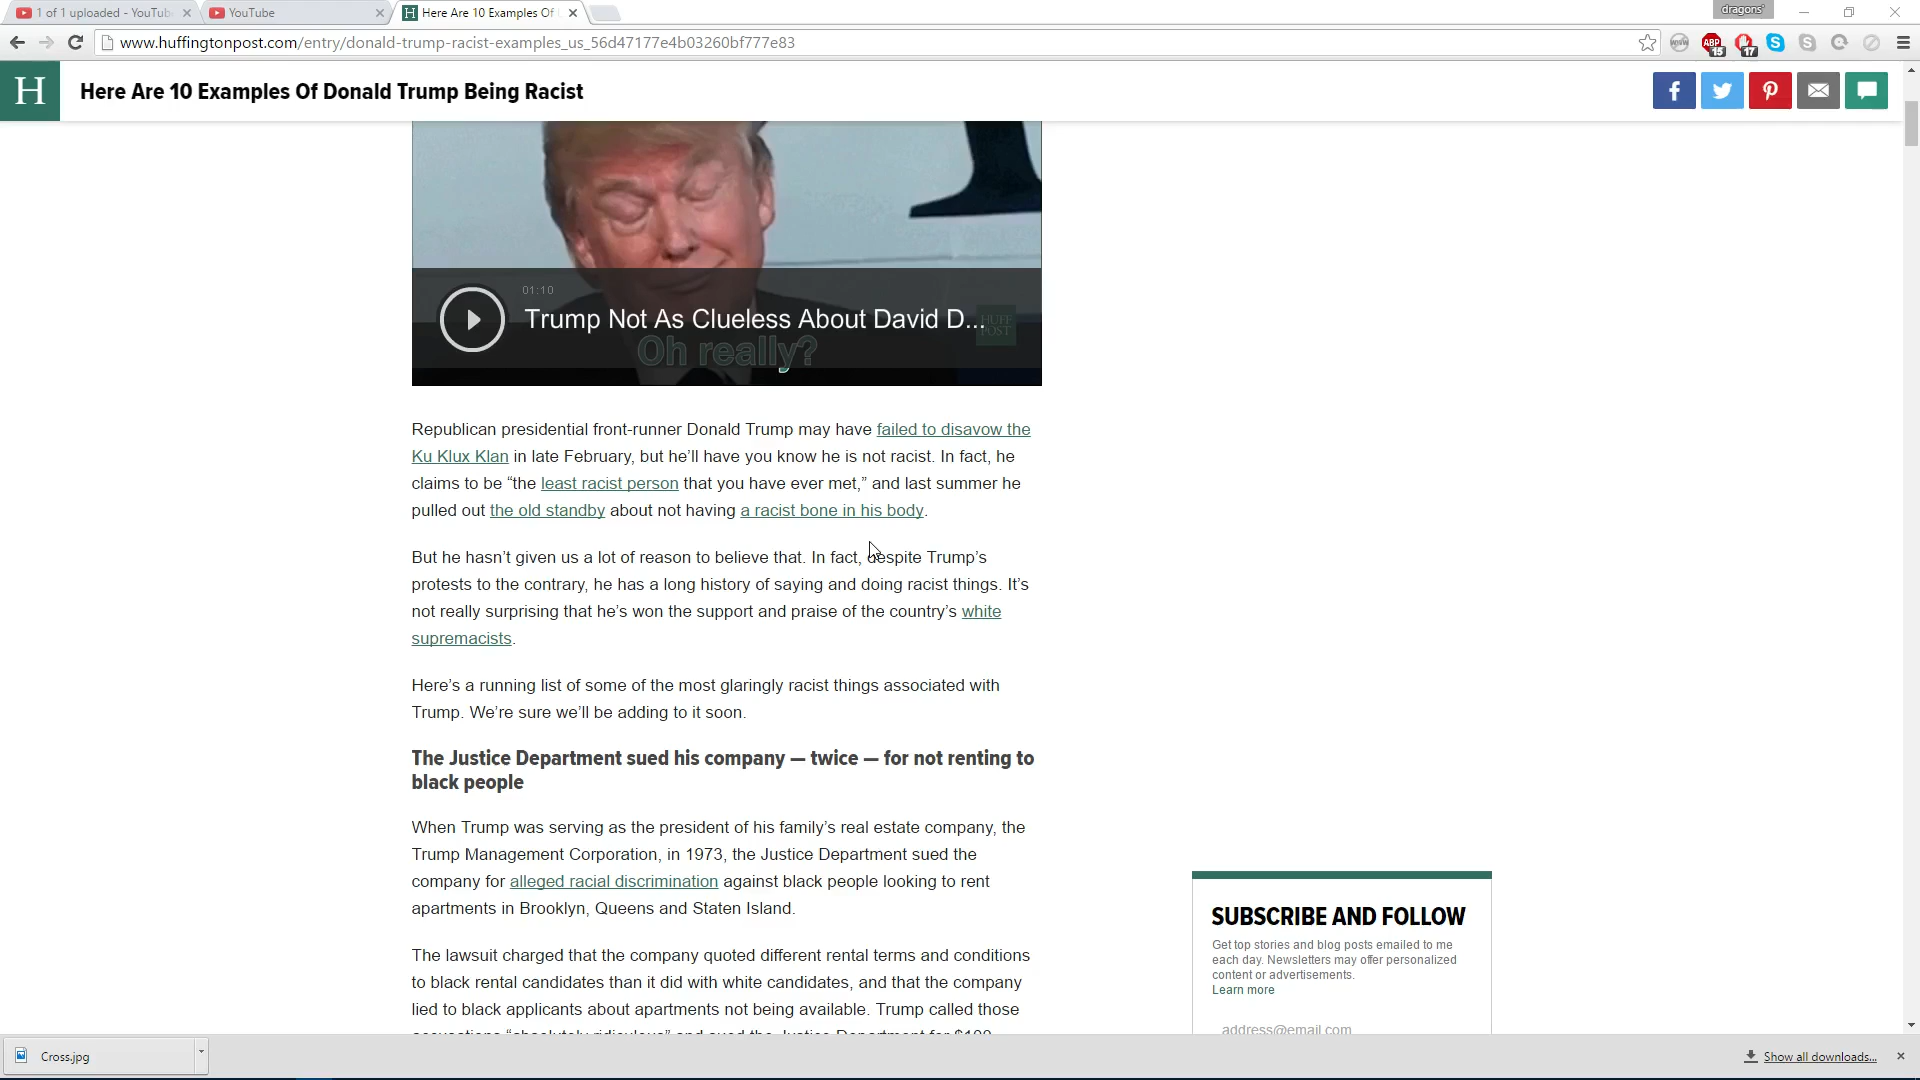 1 of 1 uploaded - YouTub
YouTube
Here Are 10 Examples Of
dragons'
www.huffingtonpost.com/entry/donald-trump-racist-examples_us_56d47177e4b03260bf777e83
ABP
15
17
H
Here Are 10 Examples Of Donald Trump Being Racist
01:10
Trump Not As Clueless About David D...
HUFF
POST
Oh really?
Republican presidential front-runner Donald Trump may have failed to disavow the
Ku Klux Klan in late February, but he’ll have you know he is not racist. In fact, he
claims to be “the least racist person that you have ever met,” and last summer he
pulled out the old standby about not having a racist bone in his body.
But he hasn’t given us a lot of reason to believe that. In fact, despite Trump’s
protests to the contrary, he has a long history of saying and doing racist things. It’s
not really surprising that he’s won the support and praise of the country’s white
supremacists.
Here’s a running list of some of the most glaringly racist things associated with
Trump. We’re sure we’ll be adding to it soon.
The Justice Department sued his company — twice — for not renting to
black people
When Trump was serving as the president of his family’s real estate company, the
Trump Management Corporation, in 1973, the Justice Department sued the
company for alleged racial discrimination against black people looking to rent
apartments in Brooklyn, Queens and Staten Island.
The lawsuit charged that the company quoted different rental terms and conditions
to black rental candidates than it did with white candidates, and that the company
lied to black applicants about apartments not being available. Trump called those
accusations “absolutely ridiculous” and sued the Justice Department for $100
SUBSCRIBE AND FOLLOW
Get top stories and blog posts emailed to me
each day. Newsletters may offer personalized
content or advertisements.
Learn more
address@email.com
Cross.jpg
Show all downloads...